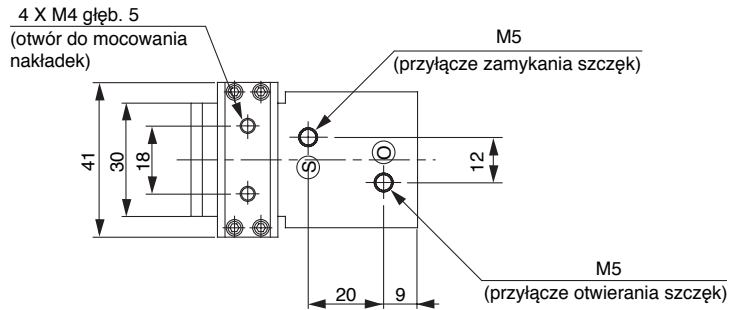 4 X M4 głęb. 5
(otwór do mocowania
nakładek)
M5
(przyłącze zamykania szczęk)
41
30
18
S
O
12
20
9
M5
(przyłącze otwierania szczęk)